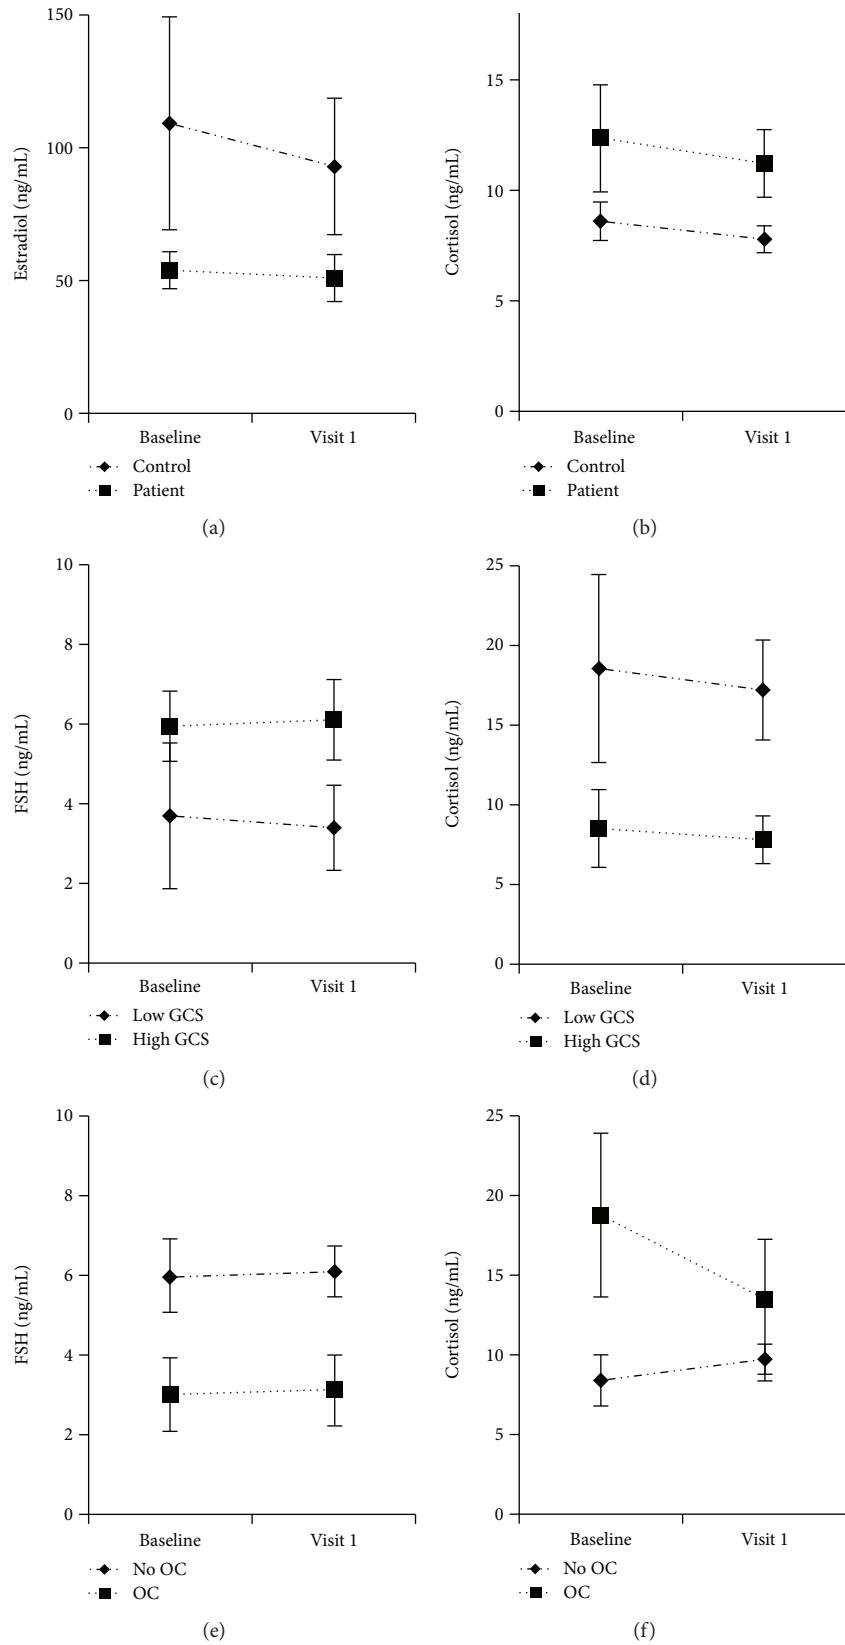 150
100
50
0
Estradiol (ng/mL)
Baseline
Visit 1
Control
Patient
(a)
15
10
5
0
Cortisol (ng/mL)
Baseline
Visit 1
Control
Patient
(b)
10
8
6
4
2
0
FSH (ng/mL)
Baseline
Visit 1
Low GCS
High GCS
(c)
25
20
15
10
5
0
Cortisol (ng/mL)
Baseline
Visit 1
Low GCS
High GCS
(d)
10
8
6
4
2
0
FSH (ng/mL)
Baseline
Visit 1
No OC
OC
(e)
25
20
15
10
5
0
Cortisol (ng/mL)
Baseline
Visit 1
No OC
OC
(f)